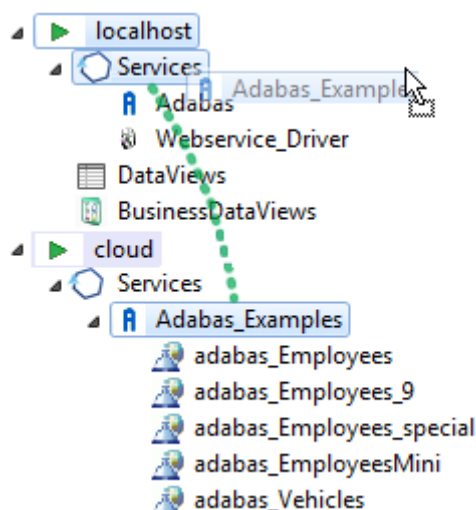 localhost
Services
Adabas_Example
Adabas
Webservice_Driver
DataViews
BusinessDataViews
cloud
Services
Adabas_Examples
adabas_Employees
adabas_Employees_9
adabas_Employees_special
adabas_EmployeesMini
adabas_Vehicles